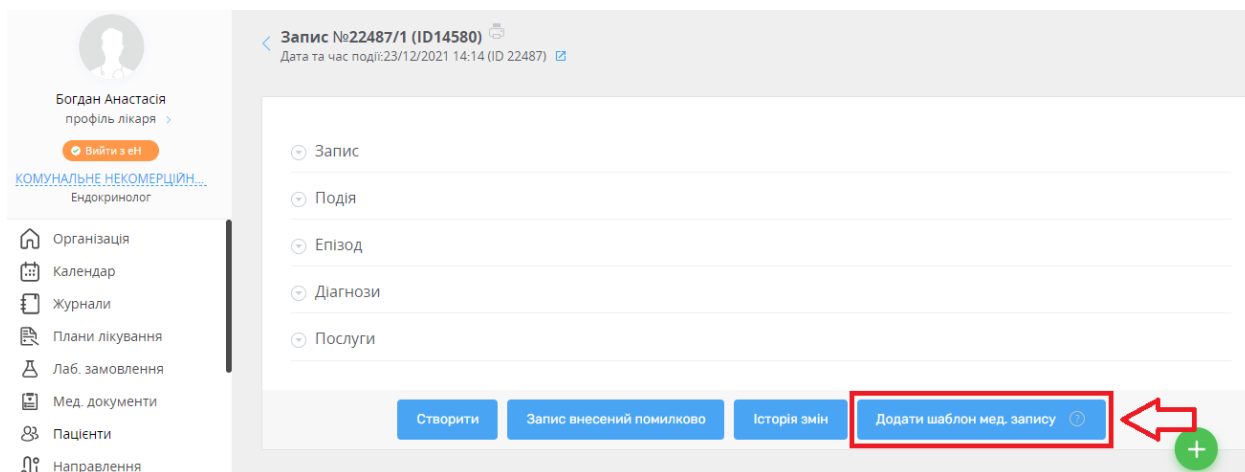 Богдан Анастасія
профіль лікаря
Вийти з еН
КОМУНАЛЬНЕ НЕКОМЕРЦІЙН...
Ендокринолог
Організація
Календар
Журнали
Плани лікування
Лаб. замовлення
Мед. документи
Пацієнти
Направлення
Запис №22487/1 (ID14580)
Дата та час події:23/12/2021 14:14 (ID 22487)
Запис
Подія
Епізод
Діагнози
Послуги
Створити
Запис внесений помилково
Історія змін
Додати шаблон мед. запису ?